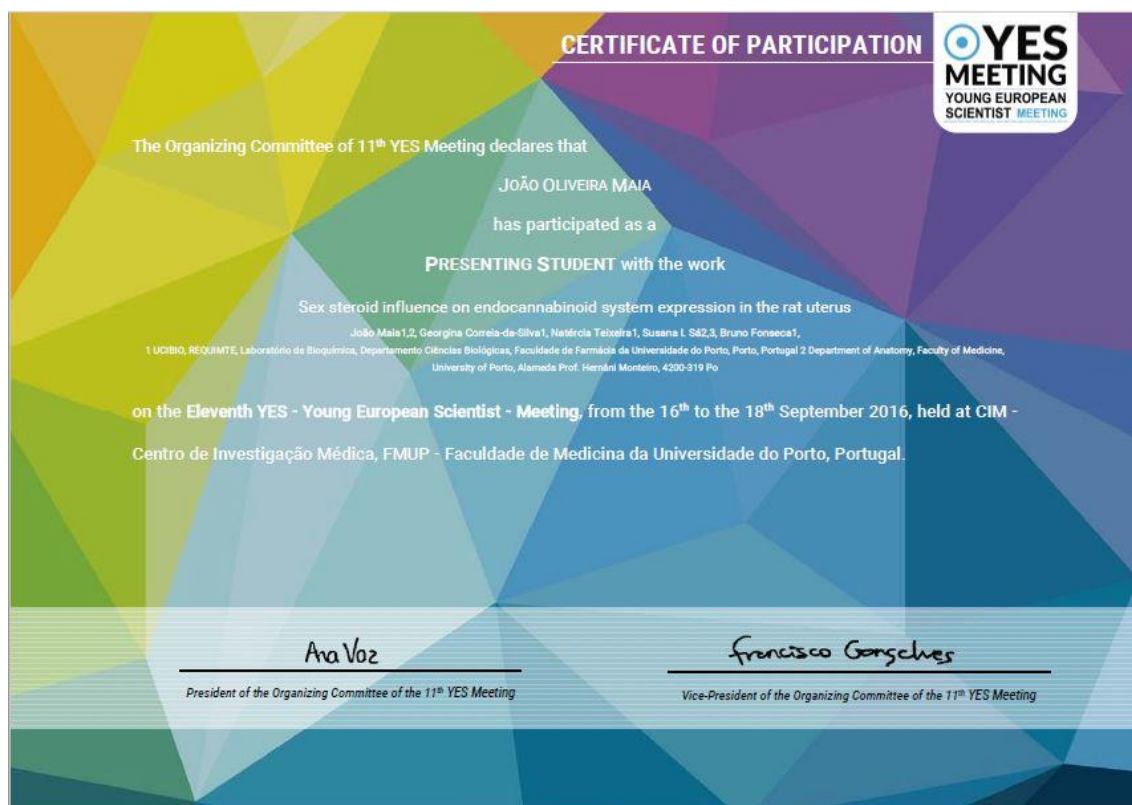 CERTIFICATE OF PARTICIPATION
YES
MEETING
YOUNG EUROPEAN
SCIENTIST MEETING
The Organizing Committee of 11th YES Meeting declares that
JOÃO OLIVEIRA MAIA
has participated as a
PRESENTING STUDENT with the work
Sex steroid influence on endocannabinoid system expression in the rat uterus
João Maia1,2, Georgina Correia-da-Silva1, Natércia Teixeira1, Susana I. Sá2,3, Bruno Fonseca1,
1 UCIBIO, REQUIMTE, Laboratório de Bioquímica, Departamento Ciências Biológicas, Faculdade de Farmácia da Universidade do Porto, Porto, Portugal 2 Department of Anatomy, Faculty of Medicine,
University of Porto, Alameda Prof. Hernâni Monteiro, 4200-319 Po
on the Eleventh YES - Young European Scientist - Meeting, from the 16th to the 18th September 2016, held at CIM -
Centro de Investigação Médica, FMUP - Faculdade de Medicina da Universidade do Porto, Portugal.
Ana Voz
Francisco Gonçalves
President of the Organizing Committee of the 11th YES Meeting
Vice-President of the Organizing Committee of the 11th YES Meeting